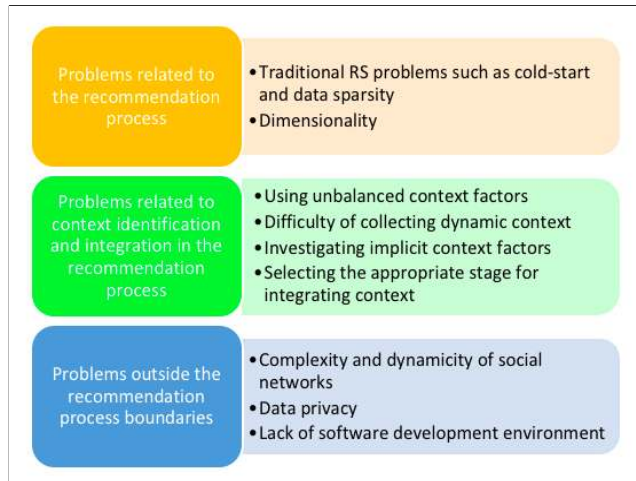 Problems related to
the recommendation
process
•Traditional RS problems such as cold-start
and data sparsity
•Dimensionality
Problems related to
context identification
and integration in the
recommendation
process
•Using unbalanced context factors
•Difficulty of collecting dynamic context
•Investigating implicit context factors
•Selecting the appropriate stage for
integrating context
Problems outside the
recommendation
process boundaries
•Complexity and dynamicity of social
networks
•Data privacy
•Lack of software development environment